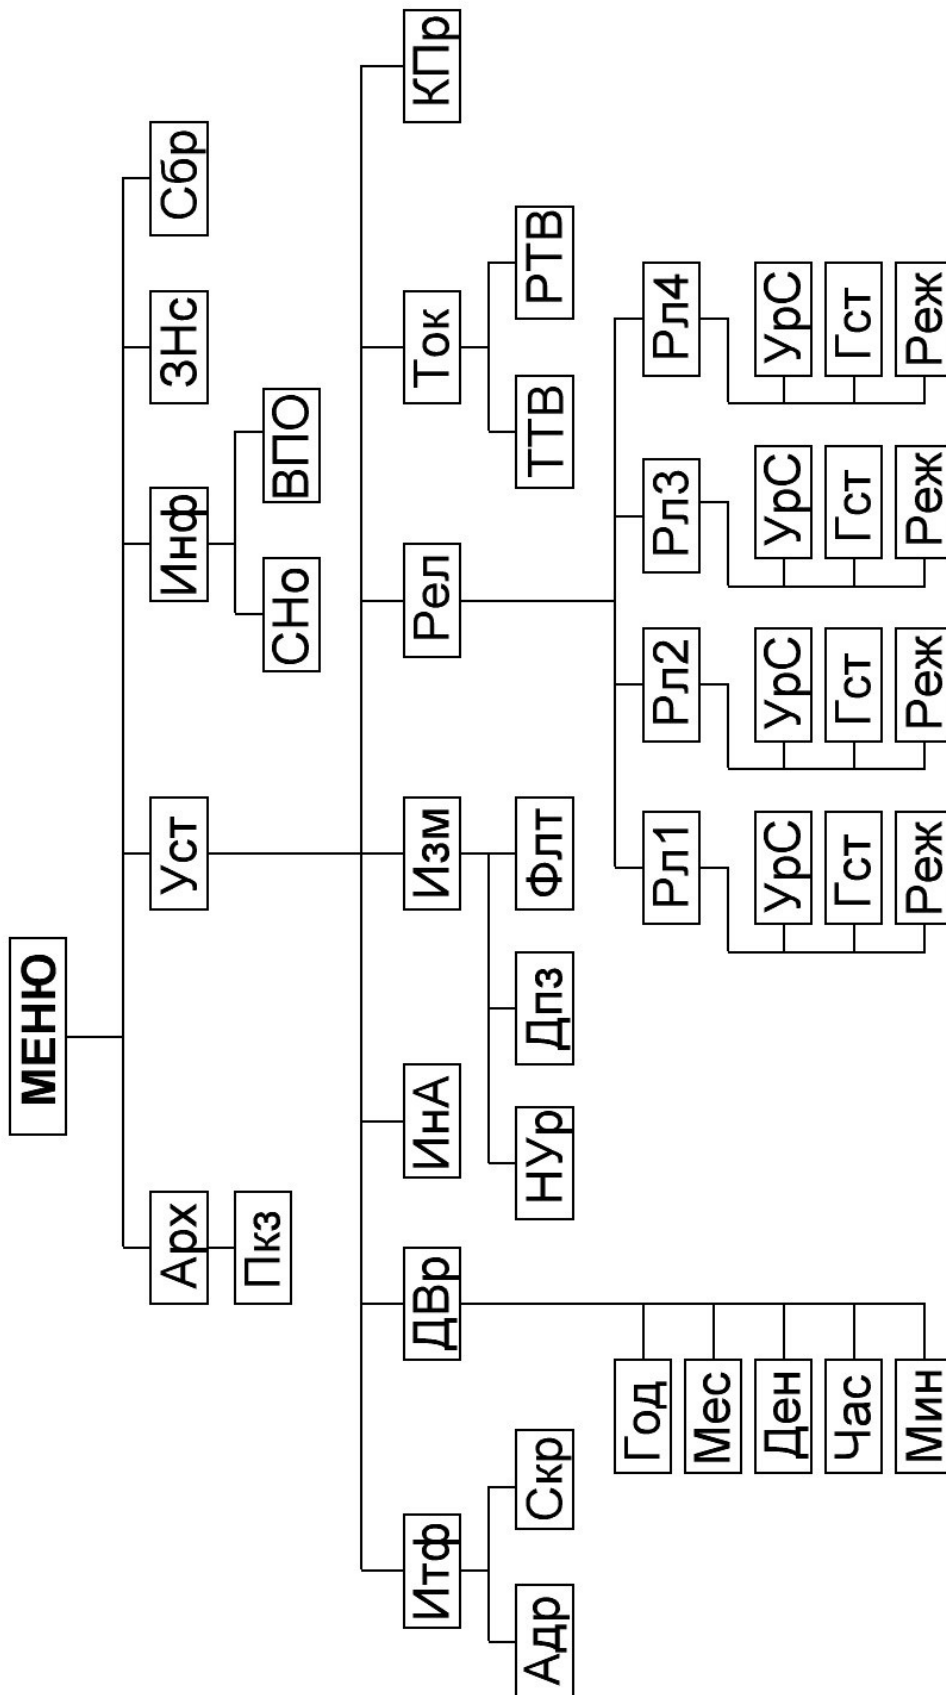 МЕНЮ
Арх
Уст
Инф
ЗНс
Сбр
Пкз
СНо
ВПО
Итф
ДВр
ИнА
Изм
Рел
Ток
КПр
Адр
Скр
НУр
Дпз
Флт
ТТВ
РТВ
Год
Мес
Ден
Час
Мин
Рл1
Рл2
Рл3
Рл4
УрС
УрС
УрС
УрС
Гст
Гст
Гст
Гст
Реж
Реж
Реж
Реж